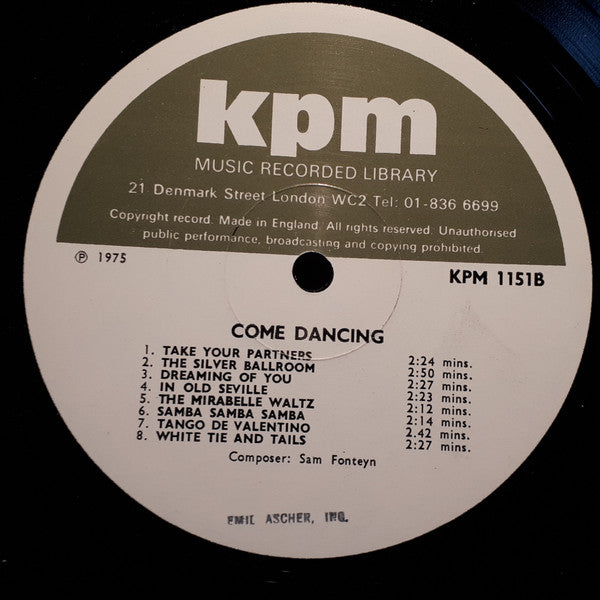 kpm
MUSIC RECORDED LIBRARY
21 Denmark Street London WC2 Tel: 01-836 6699
Copyright record. Made in England. All rights reserved. Unauthorised
public performance, broadcasting and copying prohibited.
℗ 1975
KPM 1151B
COME DANCING
1. TAKE YOUR PARTNERS 2:24 mins.
2. THE SILVER BALLROOM 2:50 mins.
3. DREAMING OF YOU 2:27 mins.
4. IN OLD SEVILLE 2:23 mins.
5. THE MIRABELLE WALTZ 2:12 mins.
6. SAMBA SAMBA SAMBA 2:14 mins.
7. TANGO DE VALENTINO 2.42 mins.
8. WHITE TIE AND TAILS 2:27 mins.
Composer: Sam Fonteyn
EMIL ASCHER, INC.